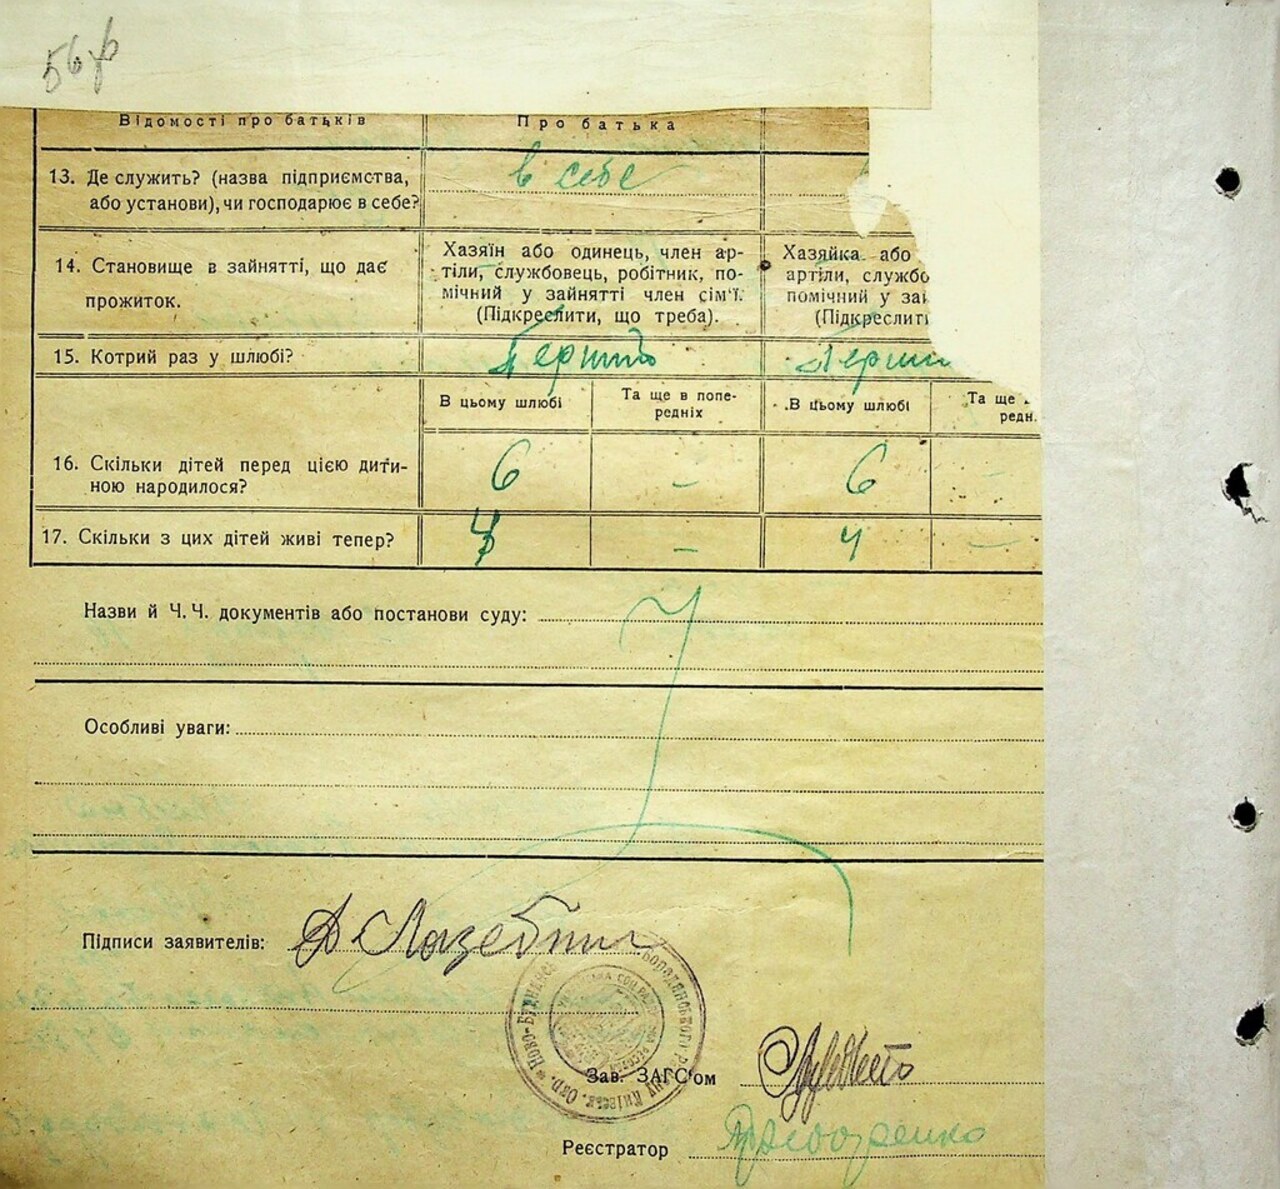 Відомості про батьків
Про батька
13. Де служить? (назва підприємства,
або установи), чи господарює в себе?
в себе
14. Становище в зайнятті, що дає
прожиток.
Хазяїн або одинець, член ар-
тіли, службовець, робітник, по-
мічний у зайнятті член сім'ї.
(Підкреслити, що треба).
Хазяйка або
артіли, службо
помічний у за
(Підкреслити
15. Котрий раз у шлюбі?
В цьому шлюбі
Та ще в попе-
редніх
В цьому шлюбі
Та ще
редн.
16. Скільки дітей перед цією дити-
ною народилося?
6
–
6
–
17. Скільки з цих дітей живі тепер?
–
4
–
Назви й Ч. Ч. документів або постанови суду:
Особливі уваги:
Підписи заявителів:
Бородянського
Зав. ЗАГС'ом
Реєстратор